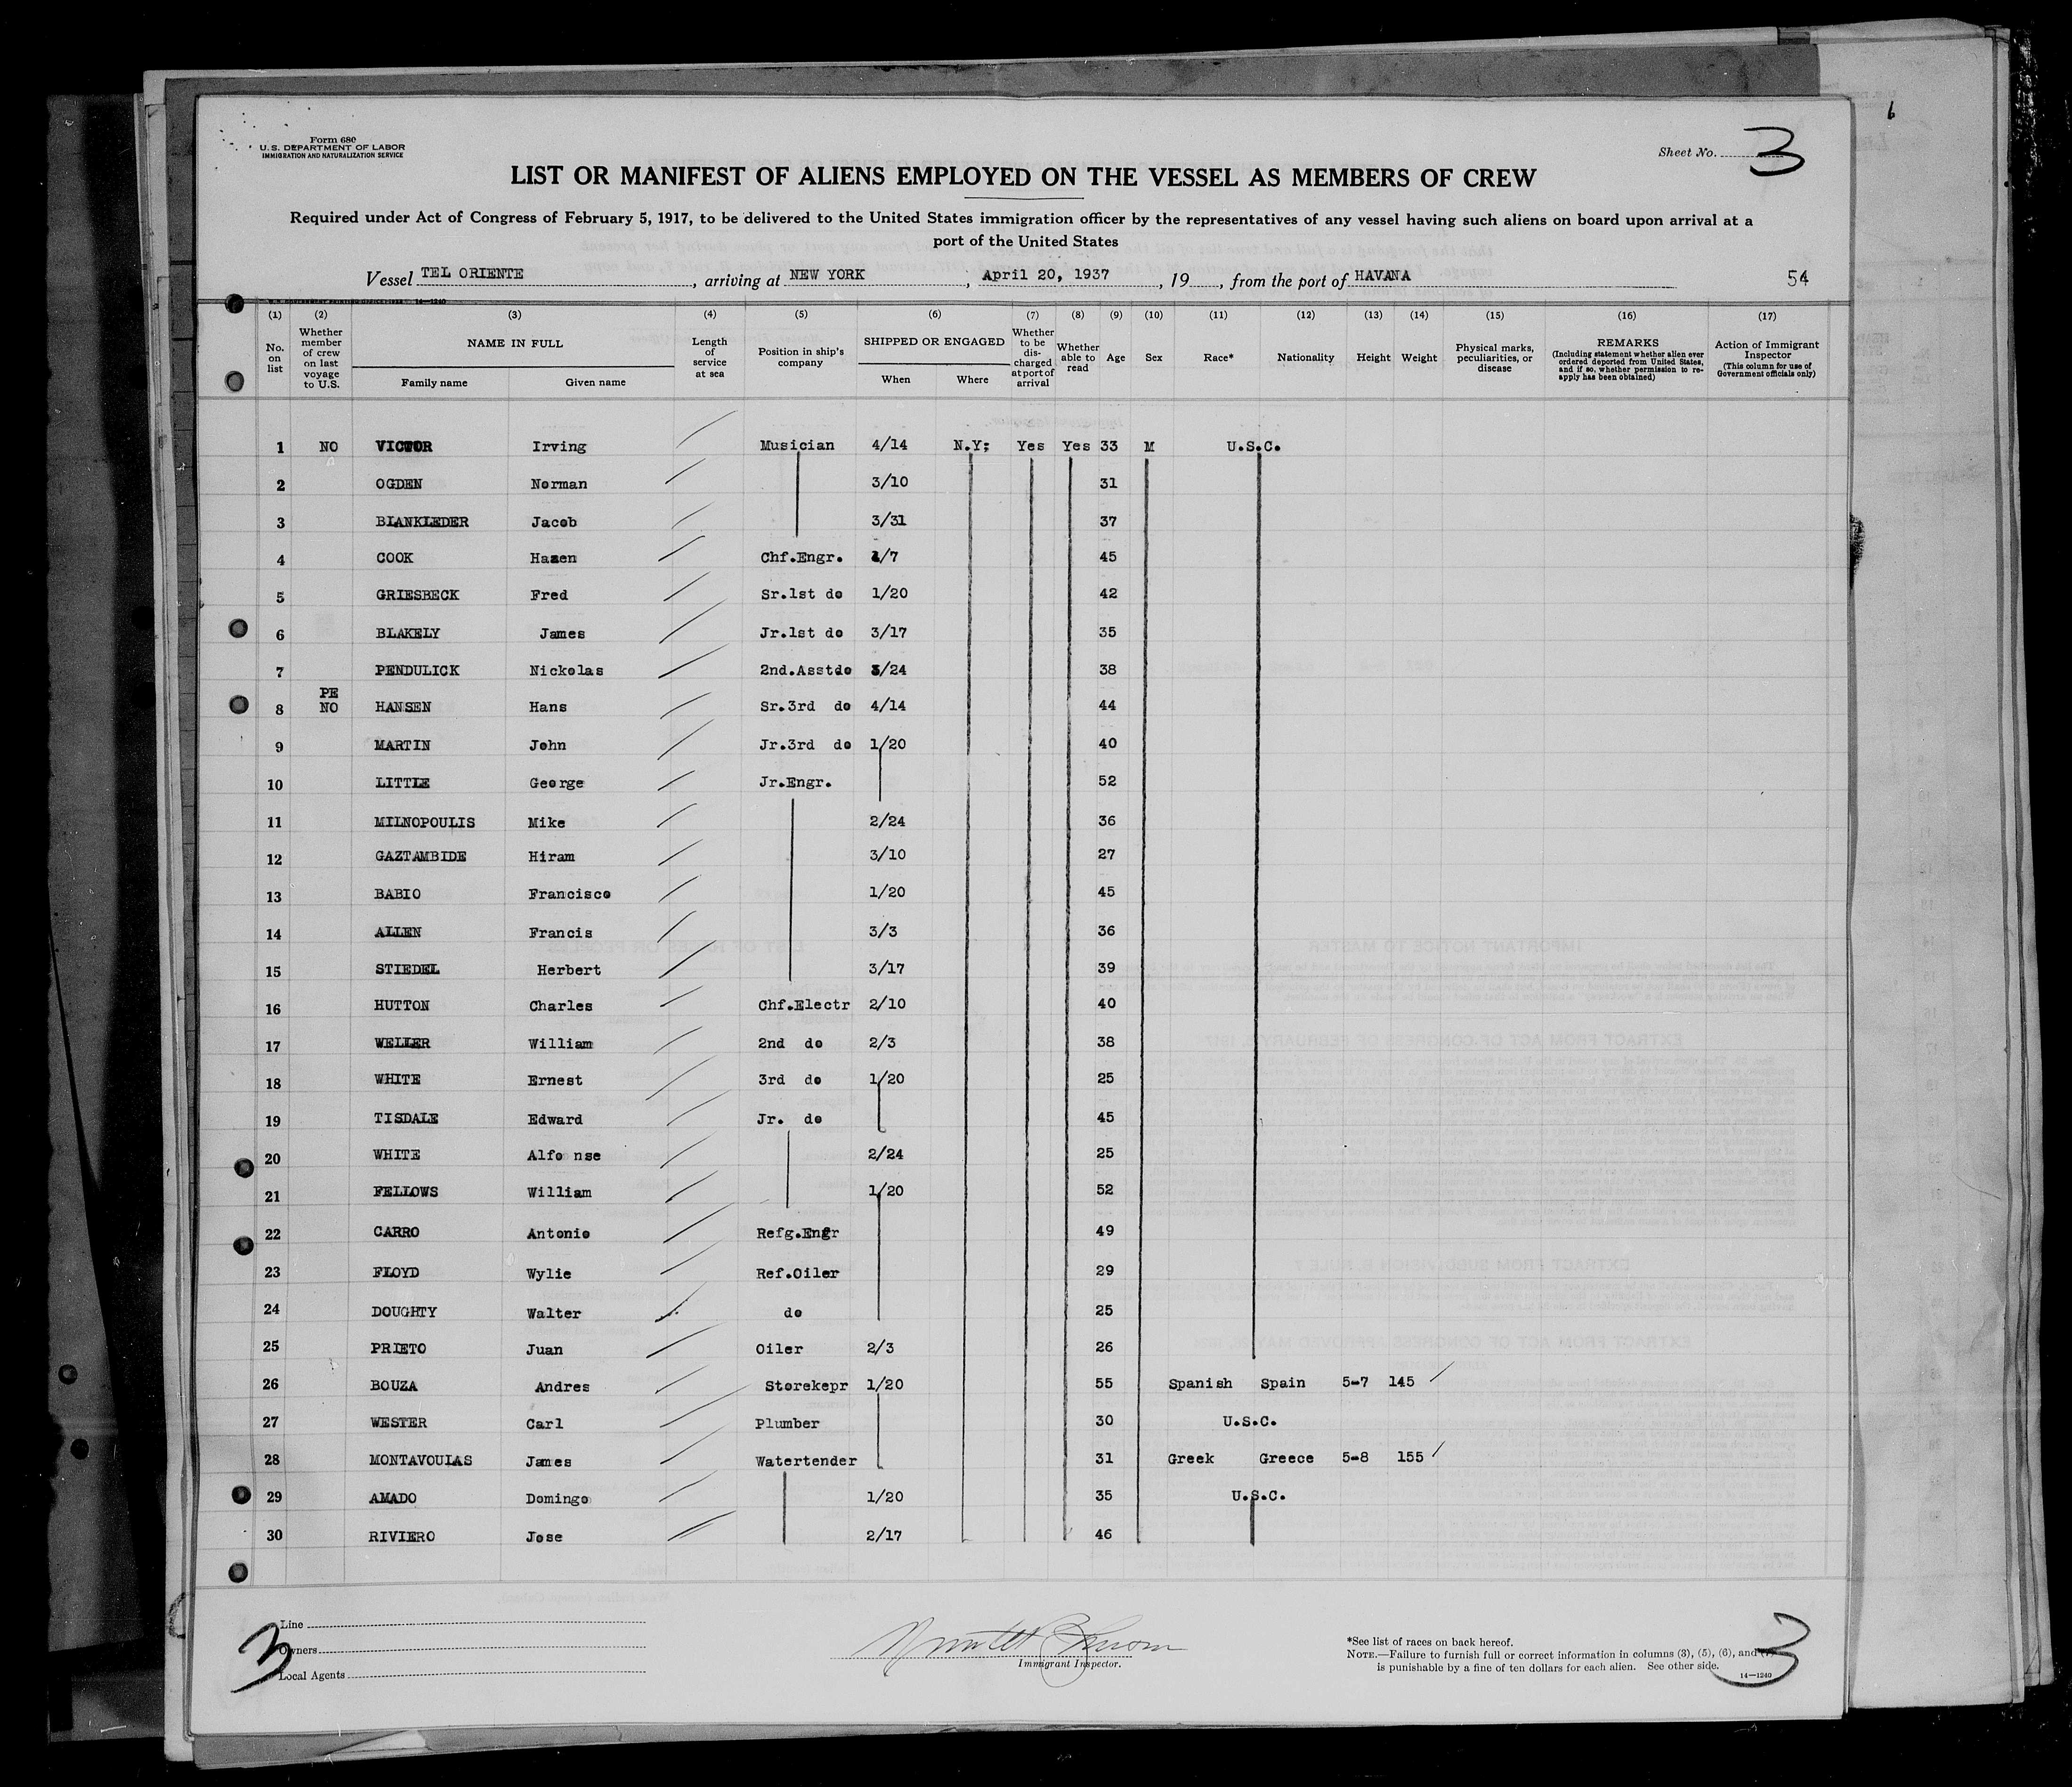 6
Form 680
U. S. DEPARTMENT OF LABOR
IMMIGRATION AND NATURALIZATION SERVICE
Sheet No. 3
LIST OR MANIFEST OF ALIENS EMPLOYED ON THE VESSEL AS MEMBERS OF CREW
Required under Act of Congress of February 5, 1917, to be delivered to the United States immigration officer by the representatives of any vessel having such aliens on board upon arrival at a
port of the United States
Vessel TEL ORIENTE, arriving at NEW YORK, April 20, 1937, 19, from the port of HAVANA 54
14—1240
(1) No. on list
(2) Whether member of crew on last voyage to U.S.
(3) NAME IN FULL Family name Given name
(4) Length of service at sea
(5) Position in ship's company
(6) SHIPPED OR ENGAGED When Where
(7) Whether to be discharged at port of arrival
(8) Whether able to read
(9) Age
(10) Sex
(11) Race*
(12) Nationality
(13) Height
(14) Weight
(15) Physical marks, peculiarities, or disease
(16) REMARKS (Including statement whether alien ever ordered deported from United States, and if so, whether permission to re-apply has been obtained)
(17) Action of Immigrant Inspector (This column for use of Government officials only)
1 NO VICTOR Irving Musician 4/14 N.Y; Yes Yes 33 M U.S.C.
2 OGDEN Norman 3/10 31
3 BLANKLEDER Jacob 3/31 37
4 COOK Hazen Chf.Engr. /7 45
5 GRIESBECK Fred Sr.1st do 1/20 42
6 BLAKELY James Jr.1st do 3/17 35
7 PENDULICK Nickolas 2nd.Asstdo 3/24 38
8 PE NO HANSEN Hans Sr.3rd do 4/14 44
9 MARTIN John Jr.3rd do 1/20 40
10 LITTLE George Jr.Engr. 52
11 MILNOPOULIS Mike 2/24 36
12 GAZTAMBIDE Hiram 3/10 27
13 BABIO Francisco 1/20 45
14 ALLEN Francis 3/3 36
15 STIEDEL Herbert 3/17 39
16 HUTTON Charles Chf.Electr 2/10 40
17 WELLER William 2nd do 2/3 38
18 WHITE Ernest 3rd do 1/20 25
19 TISDALE Edward Jr. do 45
20 WHITE Alfo nse 2/24 25
21 FELLOWS William 1/20 52
22 CARRO Antonio Refg.Engr 49
23 FLOYD Wylie Ref.Oiler 29
24 DOUGHTY Walter do 25
25 PRIETO Juan Oiler 2/3 26
26 BOUZA Andres Storekepr 1/20 55 Spanish Spain 5-7 145
27 WESTER Carl Plumber 30 U.S.C.
28 MONTAVOULAS James Watertender 31 Greek Greece 5-8 155
29 AMADO Domingo 1/20 35 U.S.C.
30 RIVIERO Jose 2/17 46
Line
Owners
Local Agents
3
Immigrant Inspector.
*See list of races on back hereof.
NOTE.—Failure to furnish full or correct information in columns (3), (5), (6), and (7)
is punishable by a fine of ten dollars for each alien. See other side.
14—1240
3